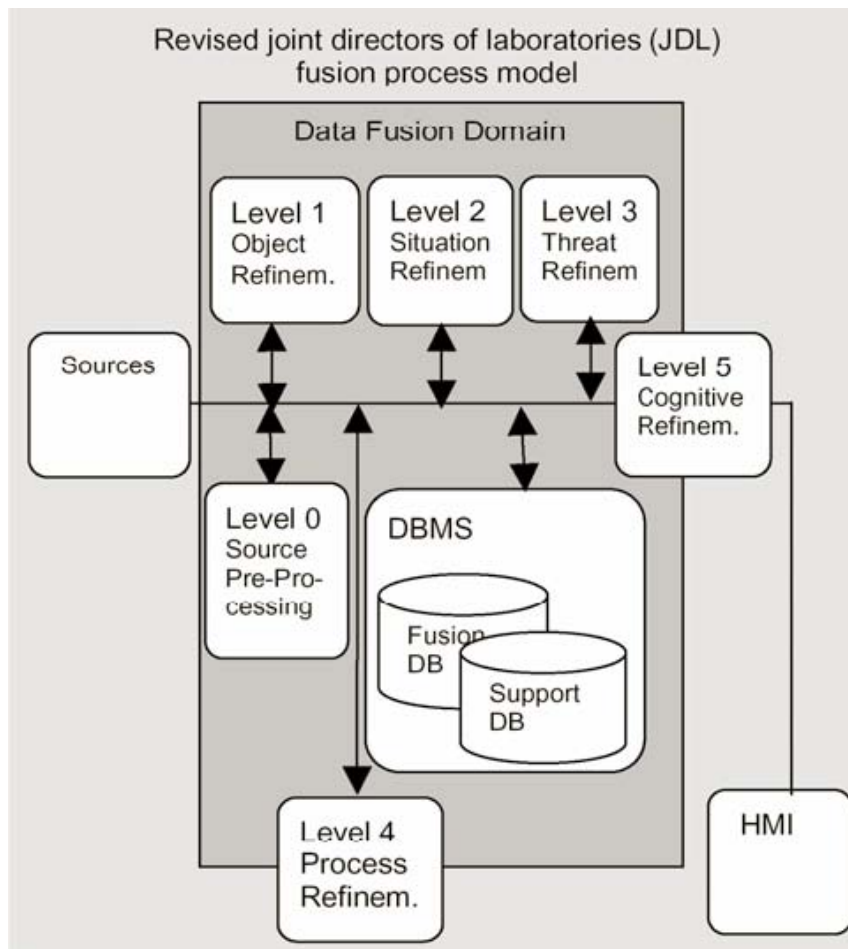 Revised joint directors of laboratories (JDL)
fusion process model
Data Fusion Domain
Level 1
Object
Refinem.
Level 2
Situation
Refinem
Level 3
Threat
Refinem
Sources
Level 5
Cognitive
Refinem.
Level 0
Source
Pre-Pro-
cessing
DBMS
Fusion
DB
Support
DB
Level 4
Process
Refinem.
HMI